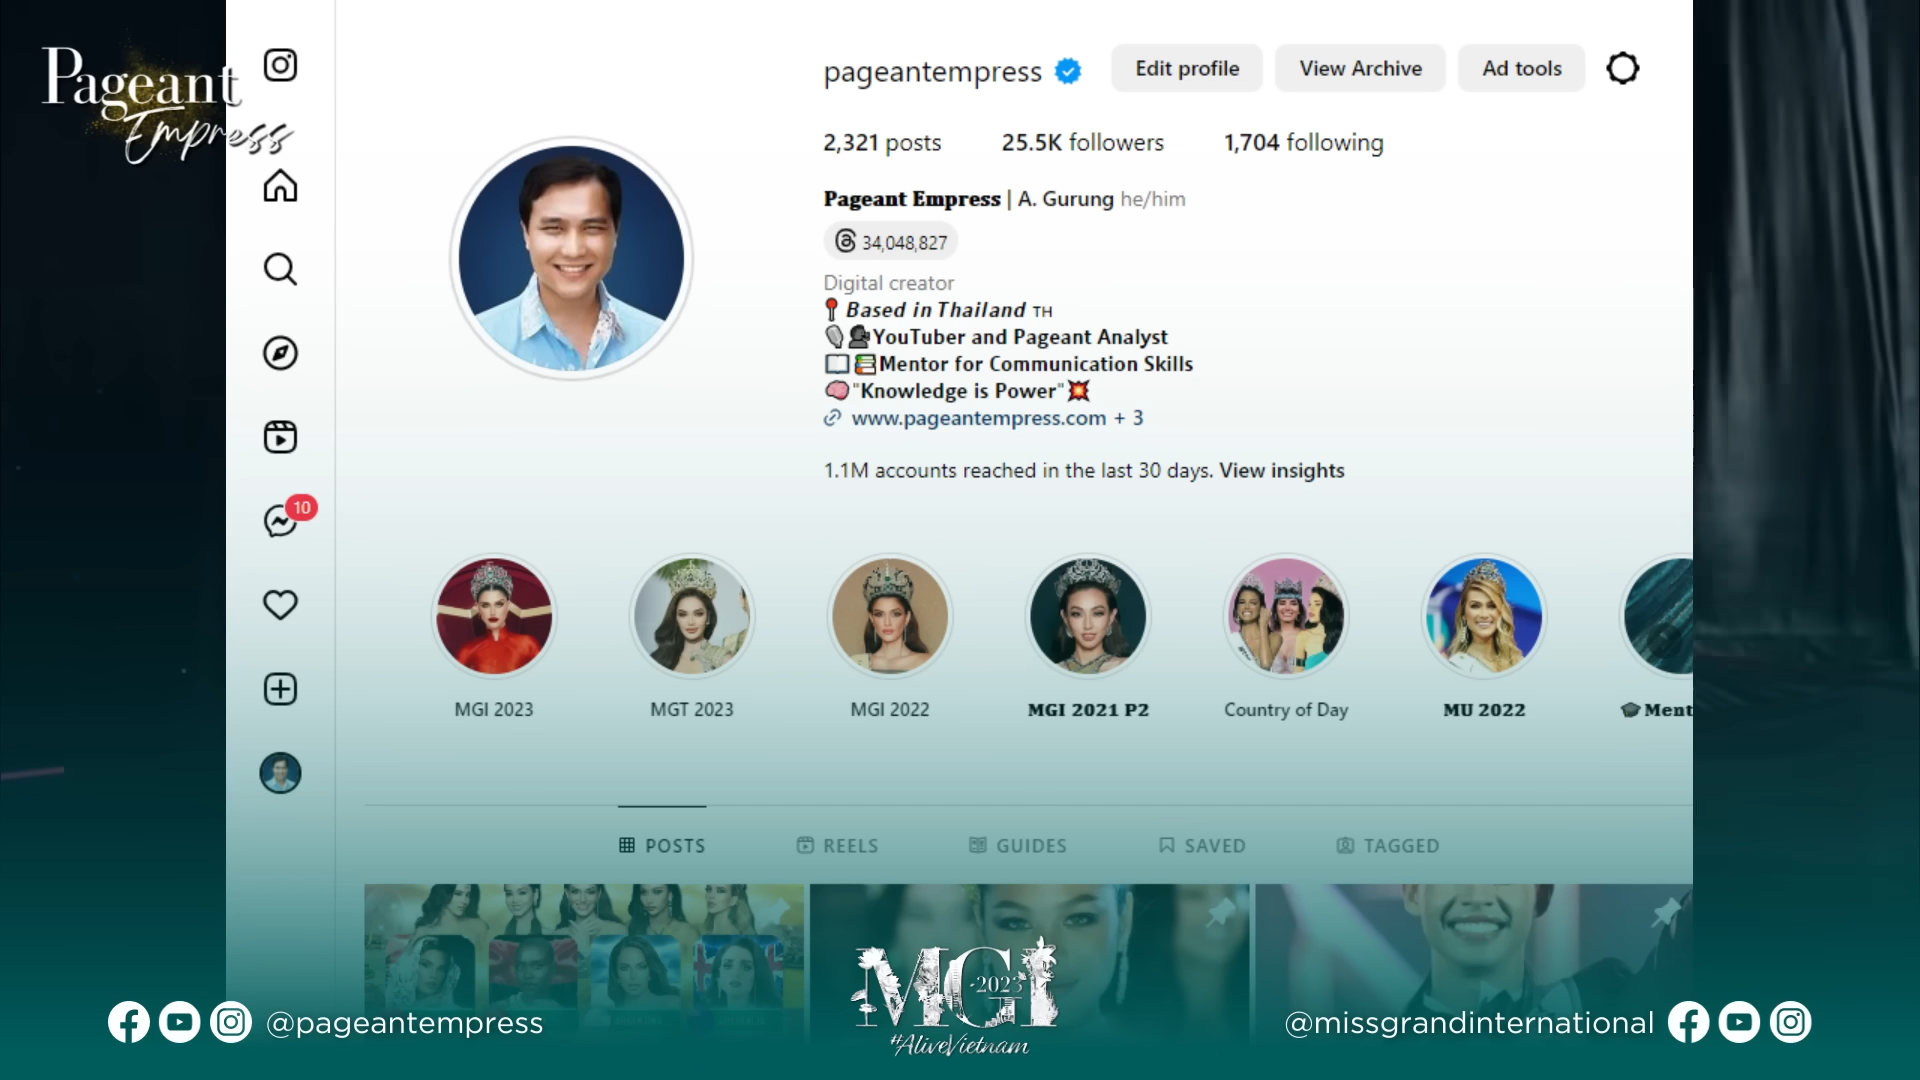 Pageant
Empress
pageantempress
Edit profile
View Archive
Ad tools
2,321 posts
25.5K followers
1,704 following
Pageant Empress | A. Gurung he/him
34,048,827
Digital creator
Based in Thailand TH
YouTuber and Pageant Analyst
Mentor for Communication Skills
"Knowledge is Power"
www.pageantempress.com + 3
1.1M accounts reached in the last 30 days. View insights
10
MGI 2023
MGT 2023
MGI 2022
MGI 2021 P2
Country of Day
MU 2022
Ment
POSTS
REELS
GUIDES
SAVED
TAGGED
MGI
-2023
#AliveVietnam
@pageantempress
@missgrandinternational